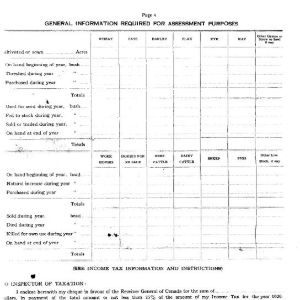 Page 4
GENERAL INFORMATION REQUIRED FOR ASSESSMENT PURPOSES
WHEAT OATS BARLEY FLAX RYE HAY
cultivated or sown Acres
On hand beginning of year, bush.
Threshed during year "
Purchased during year "
Totals
Used for seed during year, bush.
Fed to stock during year "
Sold or traded during year, "
On hand at end of year "
Totals
WORK HORSES HORSES FOR SALE BEEF CATTLE DAIRY CATTLE SHEEP PIGS Other Live Stock, if any
On hand beginning of year, head
Natural increase during year "
Purchased during year "
Totals
Sold during year, head
Died during year "
Killed for own use during year "
On hand at end of year "
Totals
(SEE INCOME TAX INFORMATION AND INSTRUCTIONS)
O INSPECTOR OF TAXATION:
I enclose herewith my cheque in favour of the Receiver General of Canada for the sum of
ollars, in payment of the total amount or not less than 25% of the amount of my Income Tax for the year 1926